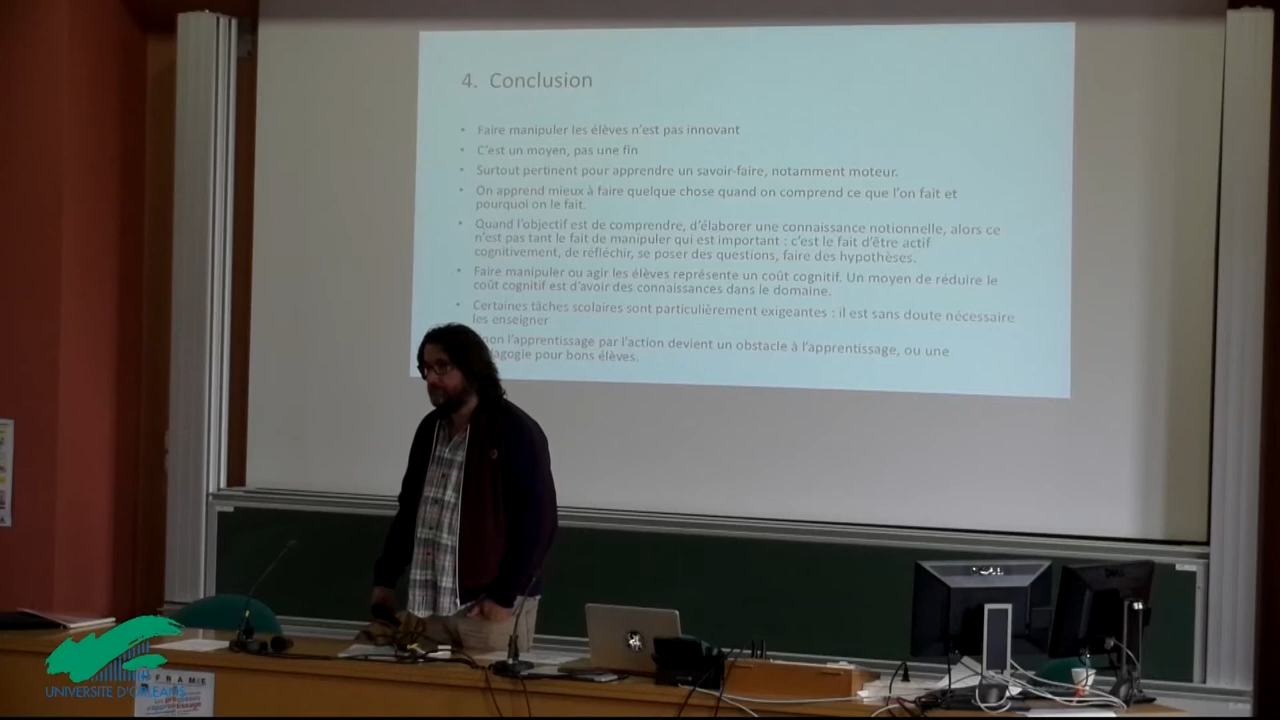 4. Conclusion
• Faire manipuler les élèves n'est pas innovant
• C'est un moyen, pas une fin
• Surtout pertinent pour apprendre un savoir-faire, notamment moteur.
• On apprend mieux à faire quelque chose quand on comprend ce que l'on fait et
pourquoi on le fait.
• Quand l'objectif est de comprendre, d'élaborer une connaissance notionnelle, alors ce
n'est pas tant le fait de manipuler qui est important : c'est le fait d'être actif
cognitivement, de réfléchir, se poser des questions, faire des hypothèses.
• Faire manipuler ou agir les élèves représente un coût cognitif. Un moyen de réduire le
coût cognitif est d'avoir des connaissances dans le domaine.
• Certaines tâches scolaires sont particulièrement exigeantes : il est sans doute nécessaire
les enseigner
l'apprentissage par l'action devient un obstacle à l'apprentissage, ou une
pour bons élèves.
DELL
FRAME
UNIVERSITÉ D'ORLÉANS
apprentissage